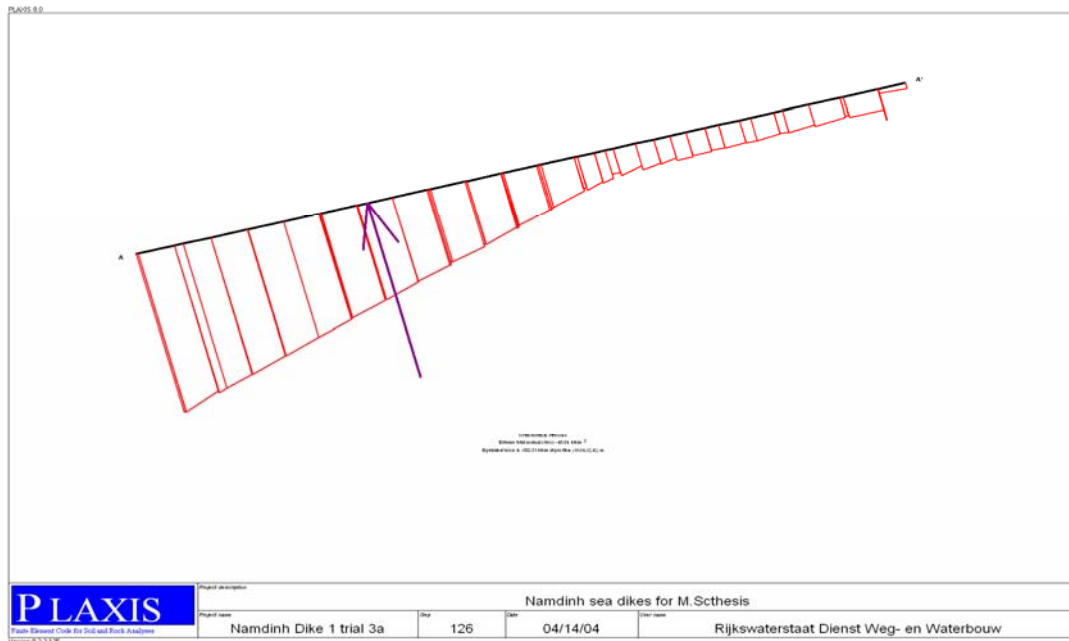 PLAXIS 8.0
A'
A
Project description
Namdinh sea dikes for M.Scthesis
PLAXIS
Finite Element Code for Soil and Rock Analyses
Project name
Step
Date
User name
Namdinh Dike 1 trial 3a
126
04/14/04
Rijkswaterstaat Dienst Weg- en Waterbouw